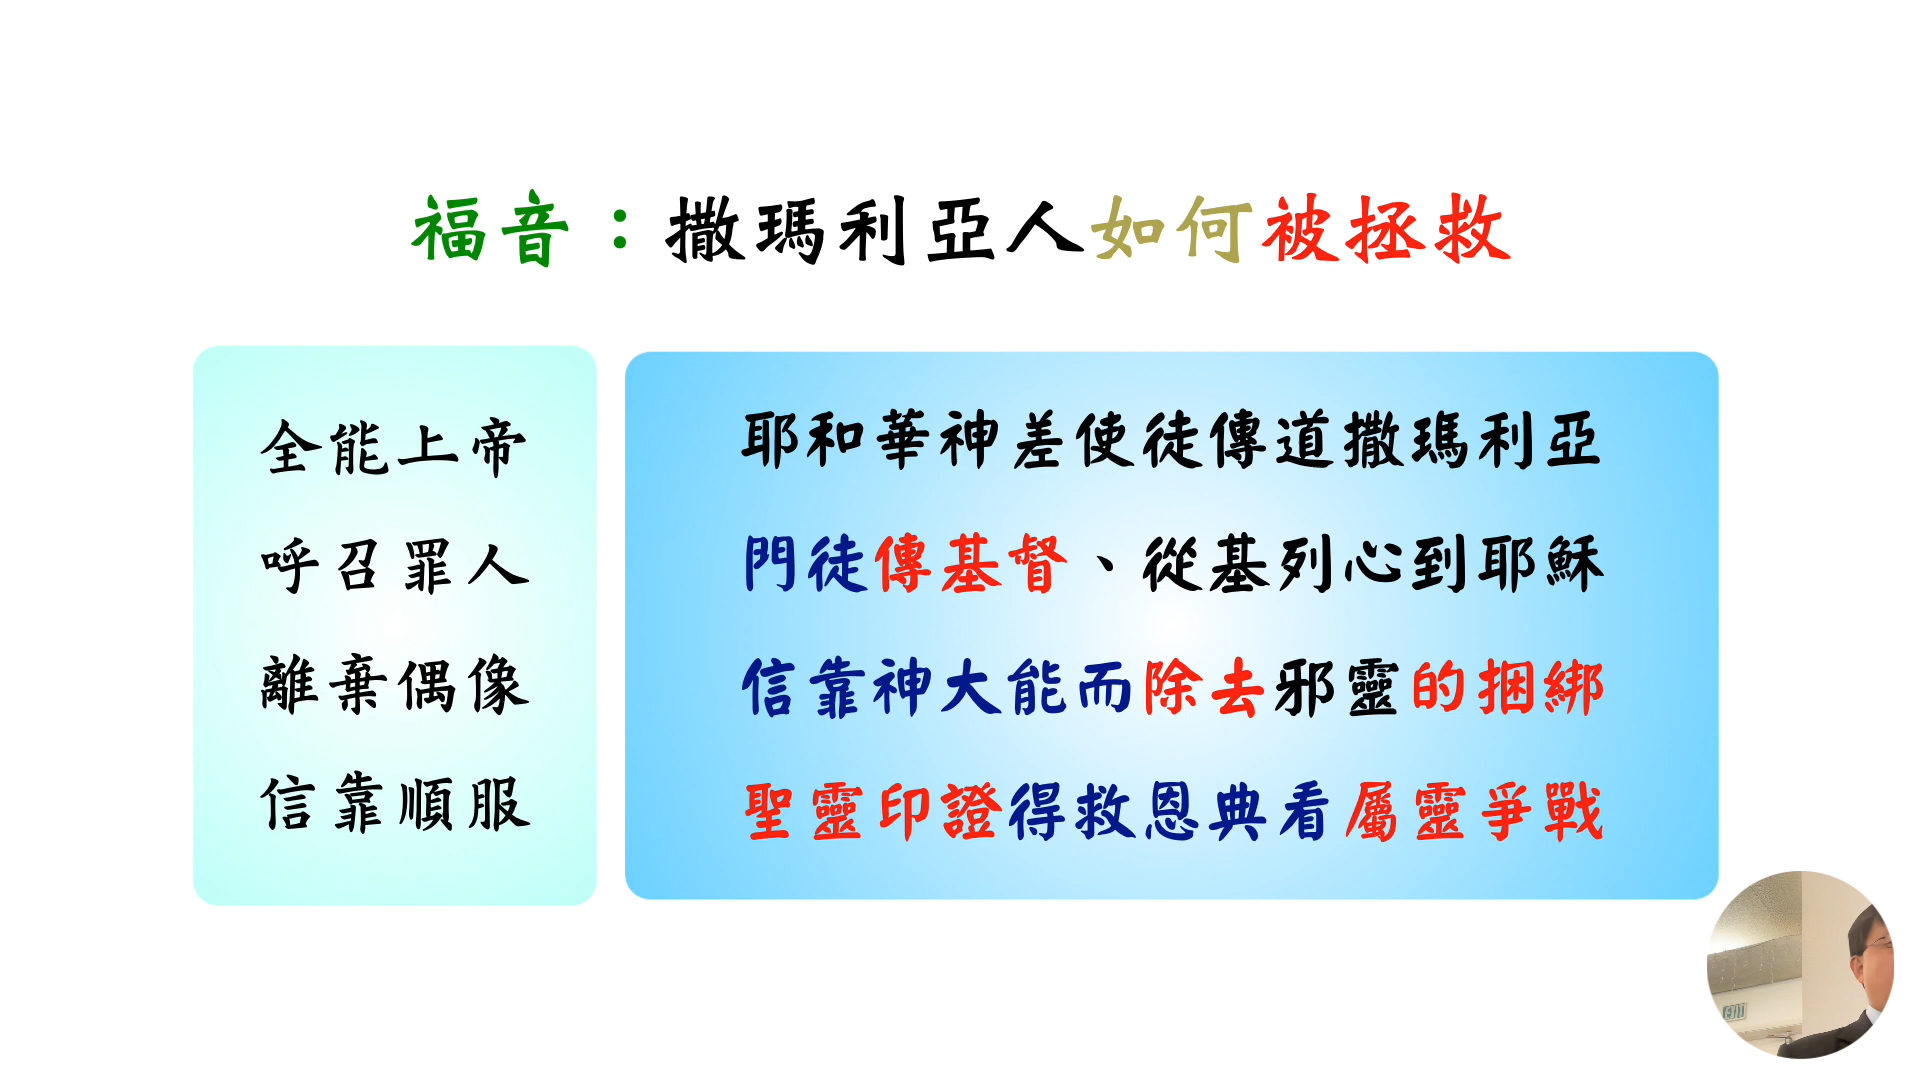 福音：撒瑪利亞人如何被拯救
全能上帝
呼召罪人
離棄偶像
信靠順服
耶和華神差使徒傳道撒瑪利亞
門徒傳基督、從基列心到耶穌
信靠神大能而除去邪靈的捆綁
聖靈印證得救恩典看屬靈爭戰